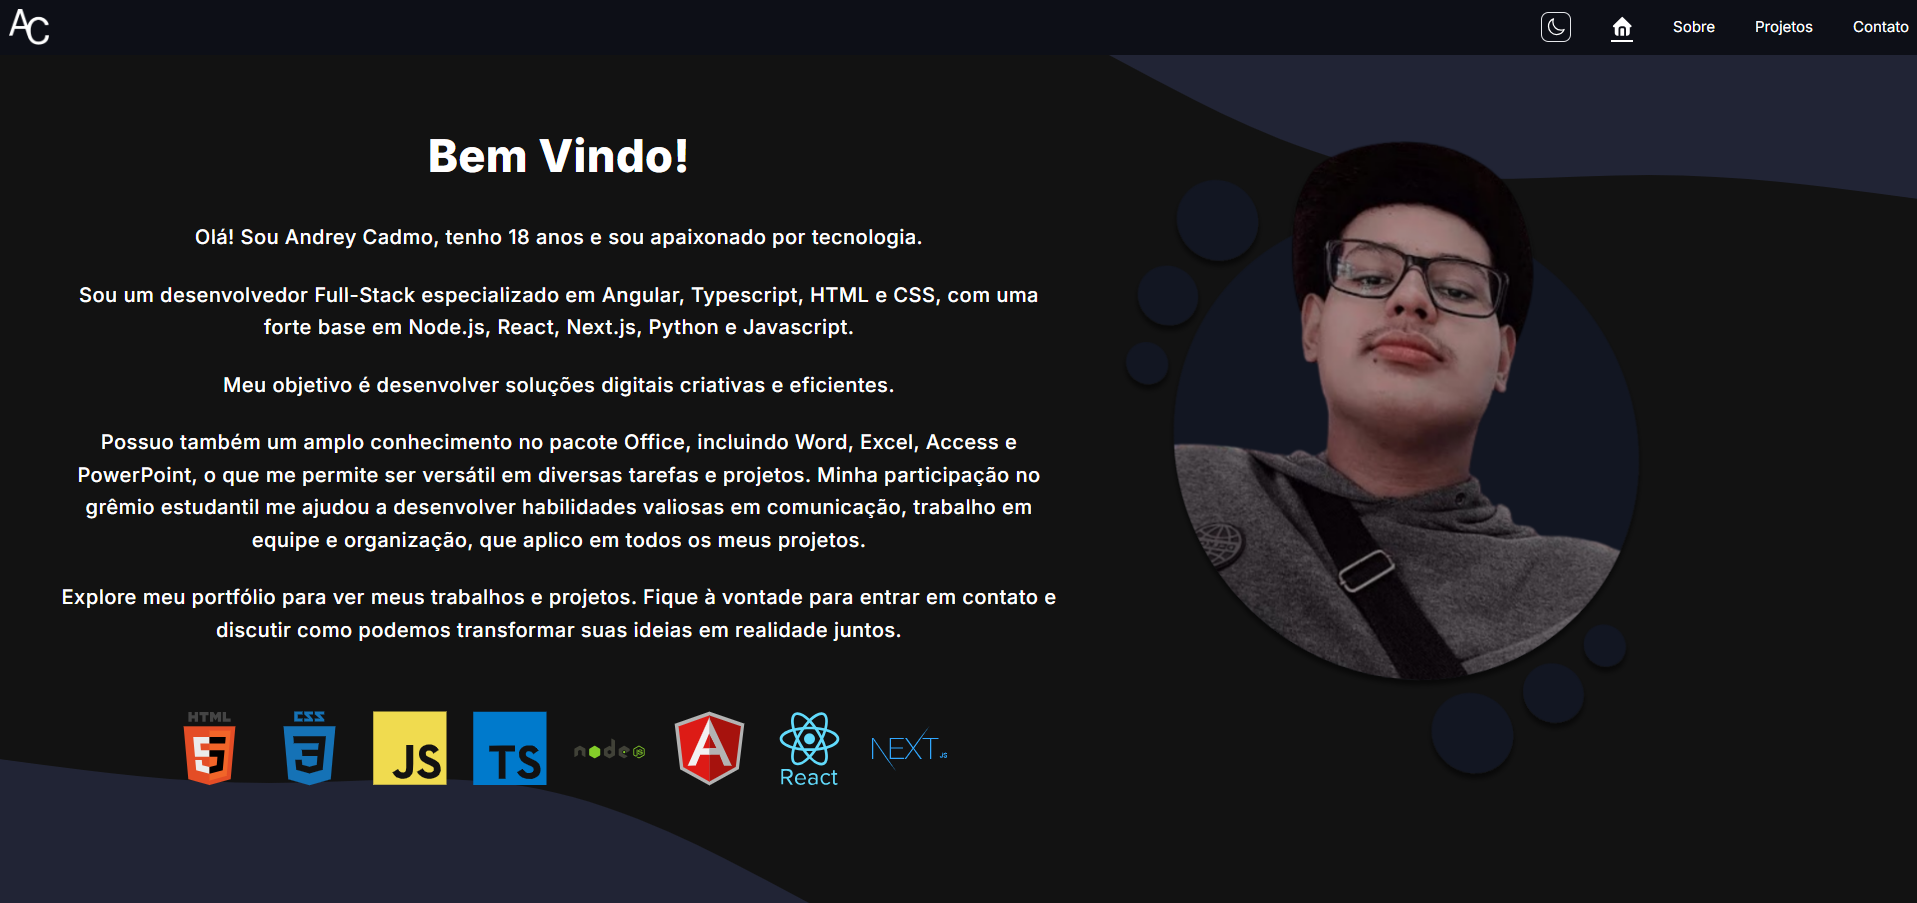 AC
Sobre
Projetos
Contato
Bem Vindo!
Olá! Sou Andrey Cadmo, tenho 18 anos e sou apaixonado por tecnologia.
Sou um desenvolvedor Full-Stack especializado em Angular, Typescript, HTML e CSS, com uma
forte base em Node.js, React, Next.js, Python e Javascript.
Meu objetivo é desenvolver soluções digitais criativas e eficientes.
Possuo também um amplo conhecimento no pacote Office, incluindo Word, Excel, Access e
PowerPoint, o que me permite ser versátil em diversas tarefas e projetos. Minha participação no
grêmio estudantil me ajudou a desenvolver habilidades valiosas em comunicação, trabalho em
equipe e organização, que aplico em todos os meus projetos.
Explore meu portfólio para ver meus trabalhos e projetos. Fique à vontade para entrar em contato e
discutir como podemos transformar suas ideias em realidade juntos.
HTML
5
CSS
3
JS
TS
node JS
A
React
NEXT.JS